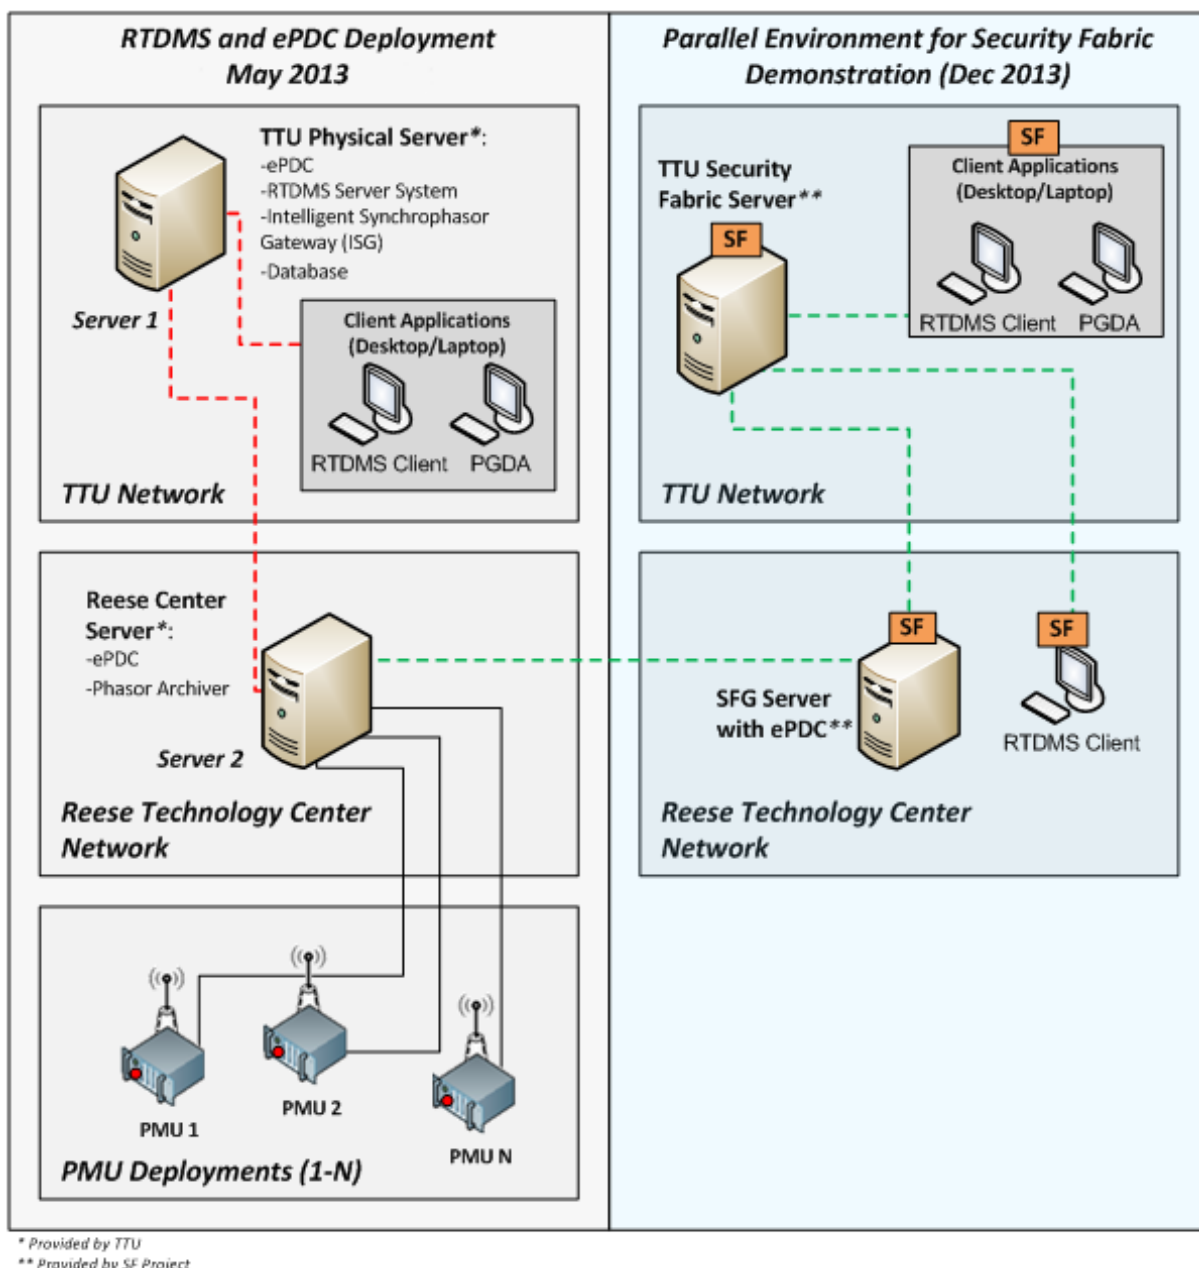 RTDMS and ePDC Deployment
May 2013
TTU Physical Server*:
-ePDC
-RTDMS Server System
-Intelligent Synchrophasor
Gateway (ISG)
-Database
Server 1
Client Applications
(Desktop/Laptop)
RTDMS Client
PGDA
TTU Network
Reese Center
Server*:
-ePDC
-Phasor Archiver
Server 2
Reese Technology Center
Network
PMU 1
PMU 2
PMU N
PMU Deployments (1-N)
Parallel Environment for Security Fabric
Demonstration (Dec 2013)
TTU Security
Fabric Server**
SF
SF
Client Applications
(Desktop/Laptop)
RTDMS Client
PGDA
TTU Network
SF
SF
SFG Server
with ePDC**
RTDMS Client
Reese Technology Center
Network
* Provided by TTU
** Provided by SF Project